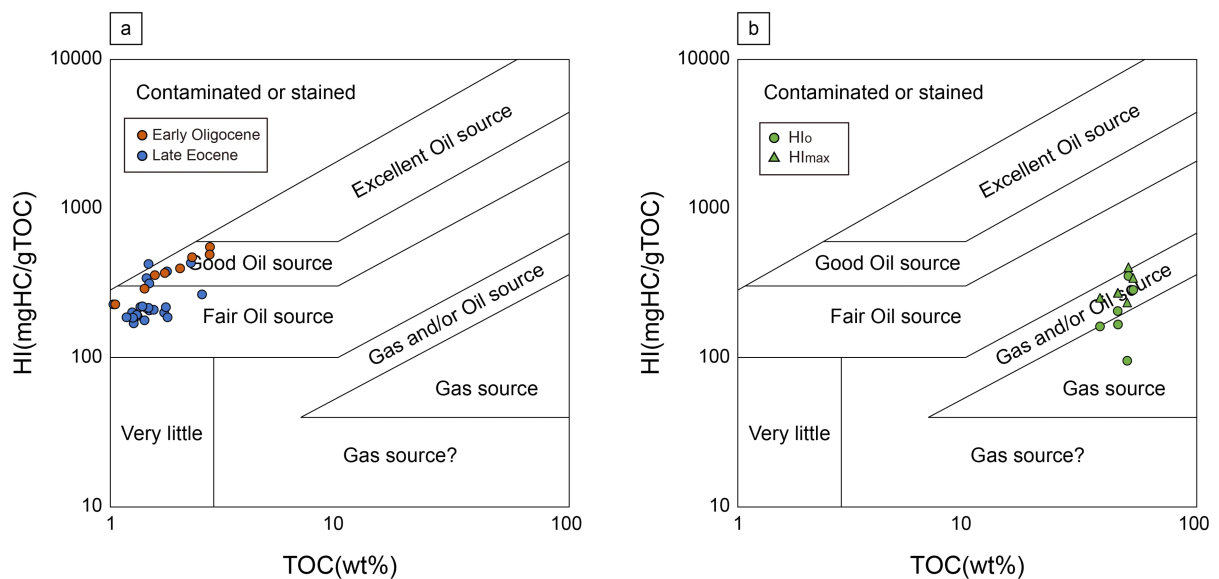 a
10000
1000
100
10
1
10
100
HI(mgHC/gTOC)
TOC(wt%)
Contaminated or stained
Early Oligocene
Late Eocene
Excellent Oil source
Good Oil source
Fair Oil source
Gas and/or Oil source
Gas source
Very little
Gas source?
b
10000
1000
100
10
1
10
100
HI(mgHC/gTOC)
TOC(wt%)
Contaminated or stained
HIo
HImax
Excellent Oil source
Good Oil source
Fair Oil source
Gas and/or Oil source
Gas source
Very little
Gas source?